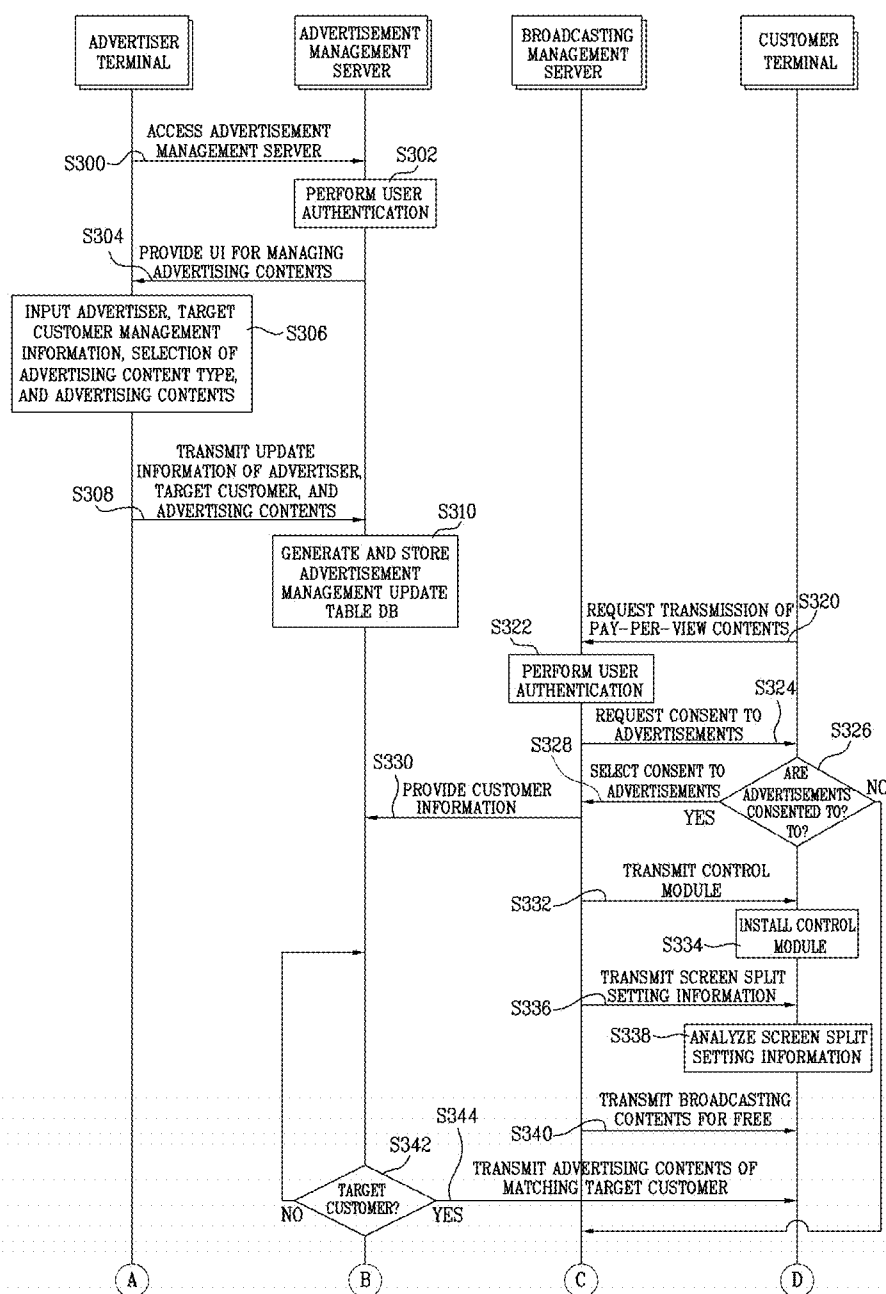 ADVERTISER
TERMINAL
ADVERTISEMENT
MANAGEMENT
SERVER
BROADCASTING
MANAGEMENT
SERVER
CUSTOMER
TERMINAL
ACCESS ADVERTISEMENT
MANAGEMENT SERVER
S300
S302
PERFORM USER
AUTHENTICATION
S304
PROVIDE UI FOR MANAGING
ADVERTISING CONTENTS
INPUT ADVERTISER, TARGET
CUSTOMER MANAGEMENT
INFORMATION, SELECTION OF
ADVERTISING CONTENT TYPE,
AND ADVERTISING CONTENTS
S306
TRANSMIT UPDATE
INFORMATION OF ADVERTISER,
TARGET CUSTOMER, AND
ADVERTISING CONTENTS
S308
S310
GENERATE AND STORE
ADVERTISEMENT
MANAGEMENT UPDATE
TABLE DB
REQUEST TRANSMISSION OF
PAY-PER-VIEW CONTENTS
S320
S322
PERFORM USER
AUTHENTICATION
S324
REQUEST CONSENT TO
ADVERTISEMENTS
S326
S328
SELECT CONSENT TO
ADVERTISEMENTS
ARE
ADVERTISEMENTS
CONSENTED TO?
TO?
NO
YES
S330
PROVIDE CUSTOMER
INFORMATION
TRANSMIT CONTROL
MODULE
S332
INSTALL CONTROL
MODULE
S334
TRANSMIT SCREEN SPLIT
SETTING INFORMATION
S336
S338
ANALYZE SCREEN SPLIT
SETTING INFORMATION
TRANSMIT BROADCASTING
CONTENTS FOR FREE
S340
S342
S344
TARGET
CUSTOMER?
NO
YES
TRANSMIT ADVERTISING CONTENTS OF
MATCHING TARGET CUSTOMER
A
B
C
D